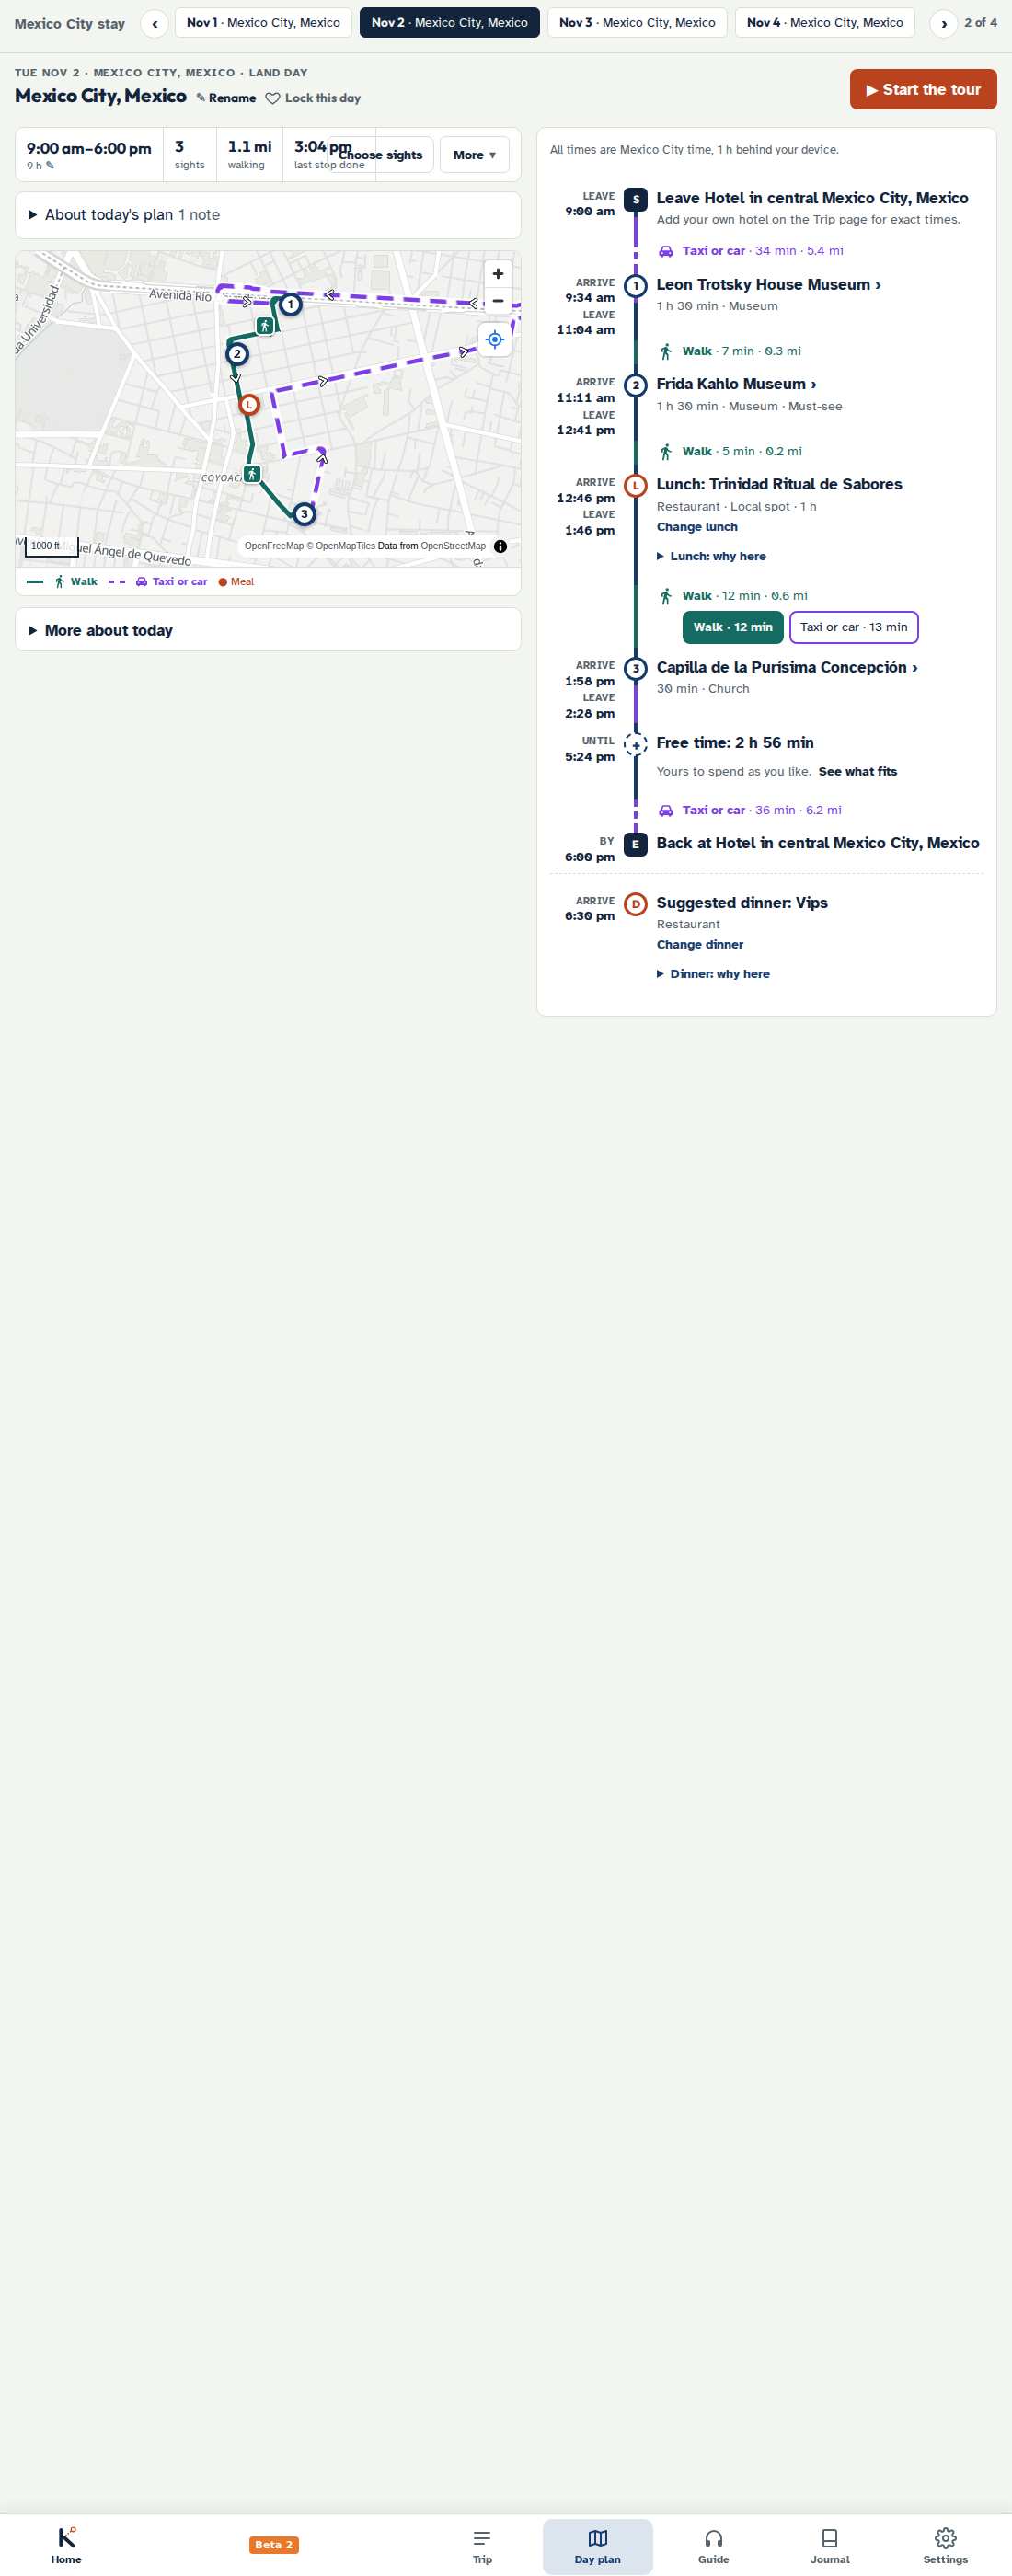 Mexico City stay
‹
Nov 1 · Mexico City, Mexico
Nov 2 · Mexico City, Mexico
Nov 3 · Mexico City, Mexico
Nov 4 · Mexico City, Mexico
›
2 of 4
TUE NOV 2 · MEXICO CITY, MEXICO · LAND DAY
Mexico City, Mexico ✎ Rename Lock this day
▶ Start the tour
9:00 am–6:00 pm
9 h ✎
3
sights
1.1 mi
walking
3:04 pm
last stop done
Choose sights
More ▼
▶ About today's plan 1 note
Avenida Río
Universidad
1
2
L
COYOAC
3
1000 ft
uel Ángel de Quevedo
OpenFreeMap © OpenMapTiles Data from OpenStreetMap
+
−
Walk
Taxi or car
Meal
▶ More about today
All times are Mexico City time, 1 h behind your device.
LEAVE
9:00 am
S
Leave Hotel in central Mexico City, Mexico
Add your own hotel on the Trip page for exact times.
Taxi or car · 34 min · 5.4 mi
ARRIVE
9:34 am
LEAVE
11:04 am
1
Leon Trotsky House Museum ›
1 h 30 min · Museum
Walk · 7 min · 0.3 mi
ARRIVE
11:11 am
LEAVE
12:41 pm
2
Frida Kahlo Museum ›
1 h 30 min · Museum · Must-see
Walk · 5 min · 0.2 mi
ARRIVE
12:46 pm
LEAVE
1:46 pm
L
Lunch: Trinidad Ritual de Sabores
Restaurant · Local spot · 1 h
Change lunch
▶ Lunch: why here
Walk · 12 min · 0.6 mi
Walk · 12 min
Taxi or car · 13 min
ARRIVE
1:58 pm
LEAVE
2:28 pm
3
Capilla de la Purísima Concepción ›
30 min · Church
UNTIL
5:24 pm
+
Free time: 2 h 56 min
Yours to spend as you like. See what fits
Taxi or car · 36 min · 6.2 mi
BY
6:00 pm
E
Back at Hotel in central Mexico City, Mexico
ARRIVE
6:30 pm
D
Suggested dinner: Vips
Restaurant
Change dinner
▶ Dinner: why here
Home
Beta 2
Trip
Day plan
Guide
Journal
Settings